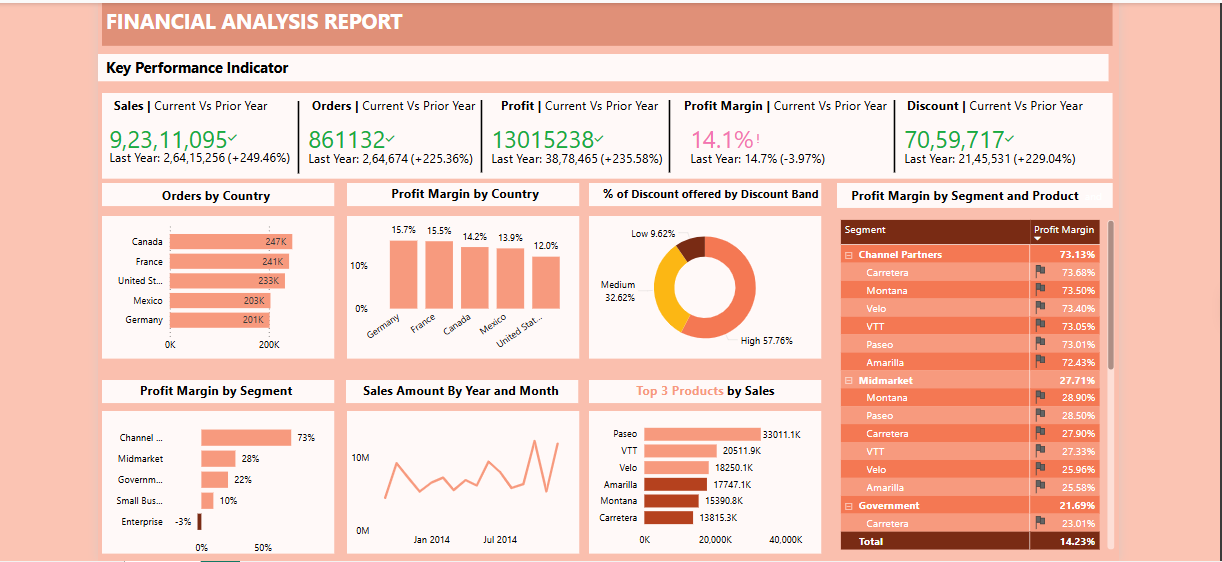 FINANCIAL ANALYSIS REPORT
Key Performance Indicator
Sales | Current Vs Prior Year
9,23,11,095
Last Year: 2,64,15,256 (+249.46%)
Orders | Current Vs Prior Year
861132
Last Year: 2,64,674 (+225.36%)
Profit | Current Vs Prior Year
13015238
Last Year: 38,78,465 (+235.58%)
Profit Margin | Current Vs Prior Year
14.1%!
Last Year: 14.7% (-3.97%)
Discount | Current Vs Prior Year
70,59,717
Last Year: 21,45,531 (+229.04%)
Orders by Country
Canada 247K
France 241K
United St... 233K
Mexico 203K
Germany 201K
0K 200K
Profit Margin by Country
15.7% 15.5% 14.2% 13.9% 12.0%
10%
0%
Germany France Canada Mexico United Stat...
% of Discount offered by Discount Band
Low 9.62%
Medium
32.62%
High 57.76%
Profit Margin by Segment and Product
Segment Profit Margin
Channel Partners 73.13%
Carretera 73.68%
Montana 73.50%
Velo 73.40%
VTT 73.05%
Paseo 73.01%
Amarilla 72.43%
Midmarket 27.71%
Montana 28.90%
Paseo 28.50%
Carretera 27.90%
VTT 27.33%
Velo 25.96%
Amarilla 25.58%
Government 21.69%
Carretera 23.01%
Total 14.23%
Profit Margin by Segment
Channel ... 73%
Midmarket 28%
Governm... 22%
Small Bus... 10%
Enterprise -3%
0% 50%
Sales Amount By Year and Month
10M
0M
Jan 2014 Jul 2014
Top 3 Products by Sales
Paseo 33011.1K
VTT 20511.9K
Velo 18250.1K
Amarilla 17747.1K
Montana 15390.8K
Carretera 13815.3K
0K 20,000K 40,000K